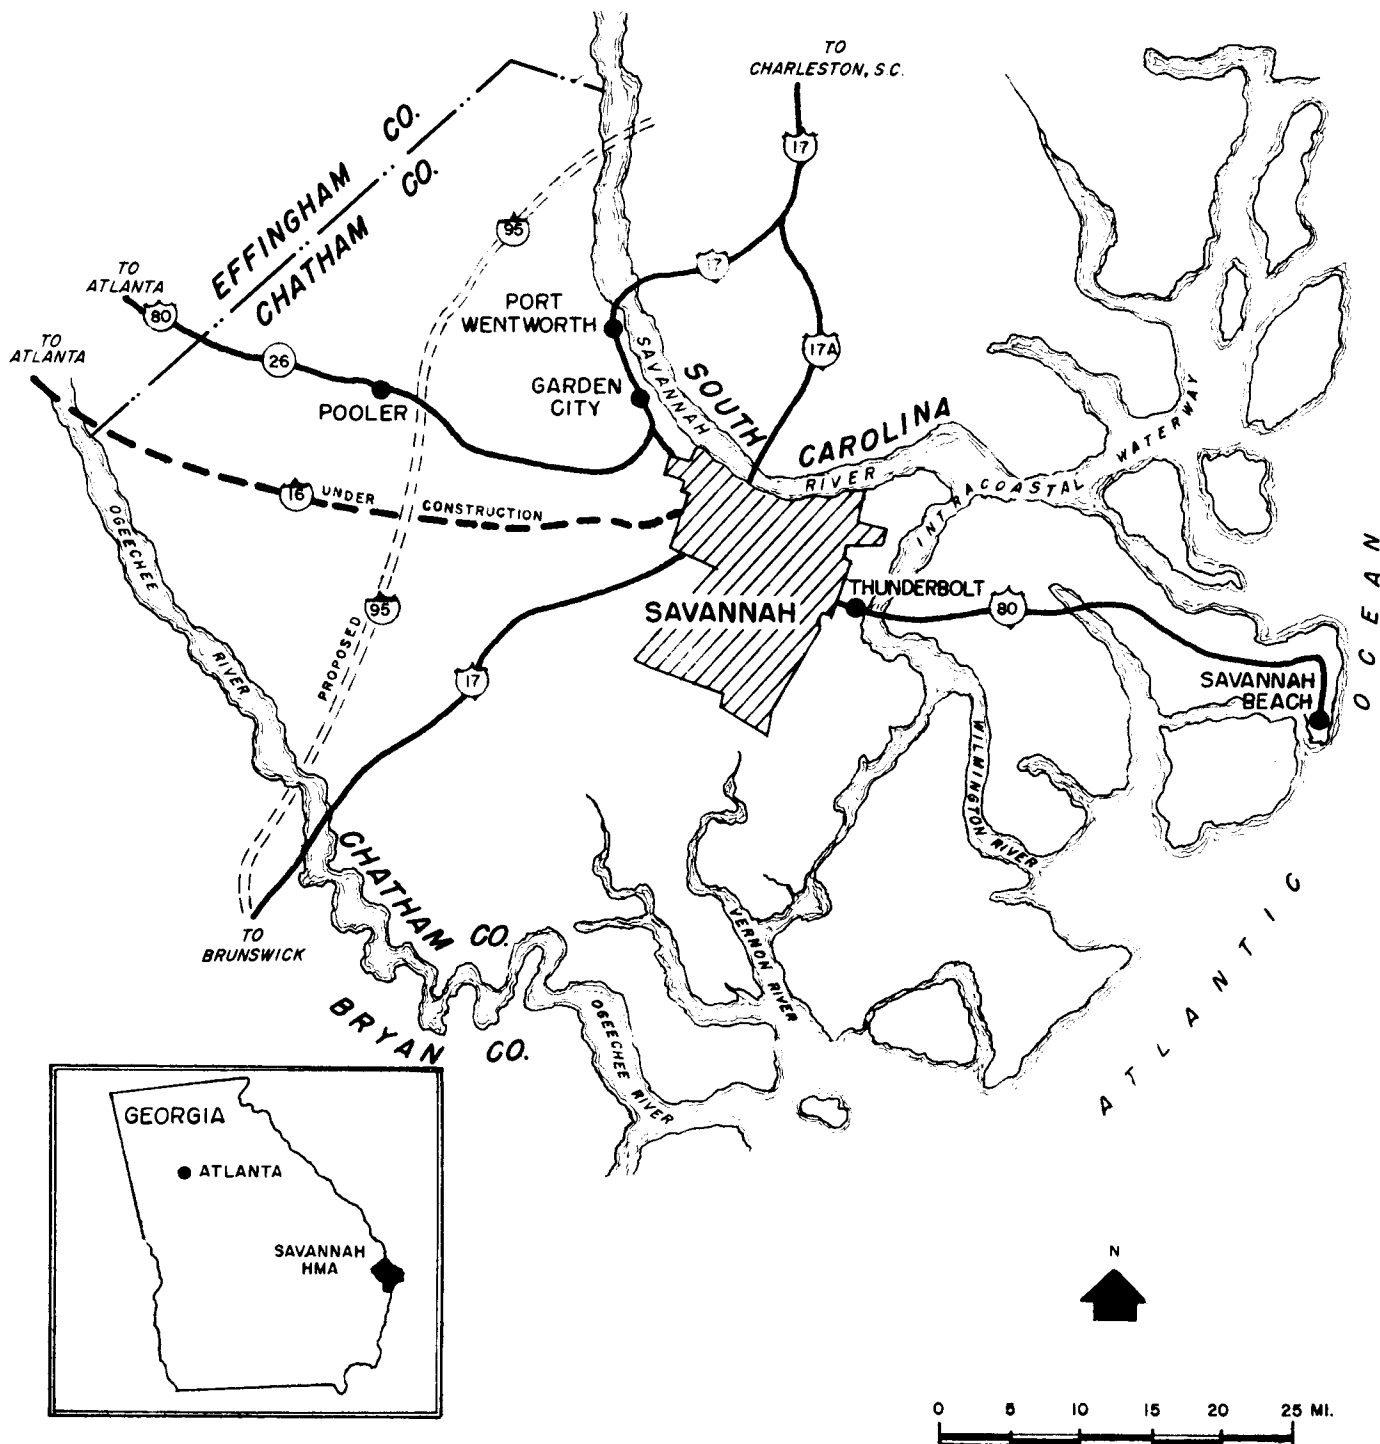 TO
CHARLESTON, S.C.
17
EFFINGHAM CO.
CHATHAM CO.
95
TO
ATLANTA
80
17
PORT
WENTWORTH
TO
ATLANTA
26
17A
POOLER
GARDEN
CITY
SAVANNAH
RIVER
SOUTH
CAROLINA
INTRACOASTAL
WATERWAY
16
UNDER
CONSTRUCTION
OGEECHEE
RIVER
95
PROPOSED
17
SAVANNAH
THUNDERBOLT
80
SAVANNAH
BEACH
WILMINGTON RIVER
ATLANTIC
OCEAN
TO
BRUNSWICK
CHATHAM CO.
BRYAN CO.
VERNON RIVER
OGEECHEE RIVER
GEORGIA
ATLANTA
SAVANNAH
HMA
N
0 5 10 15 20 25 MI.